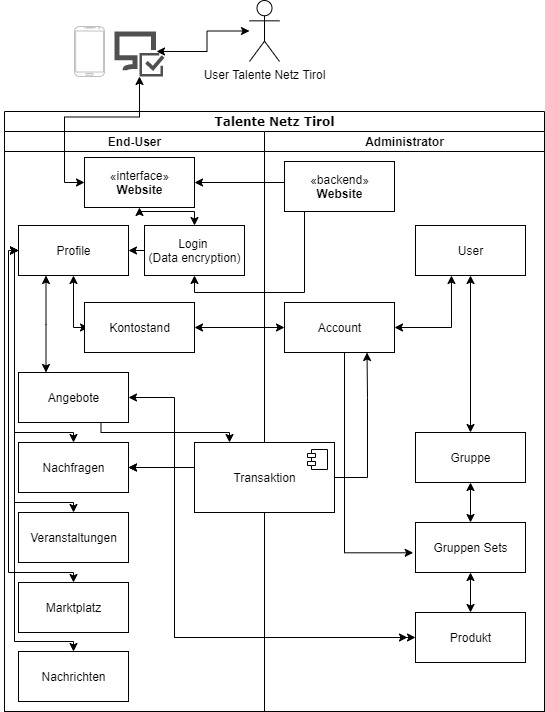 User Talente Netz Tirol
Talente Netz Tirol
End-User
Administrator
«interface»
Website
«backend»
Website
Profile
Login
(Data encryption)
User
Kontostand
Account
Angebote
Nachfragen
Transaktion
Gruppe
Veranstaltungen
Gruppen Sets
Marktplatz
Produkt
Nachrichten